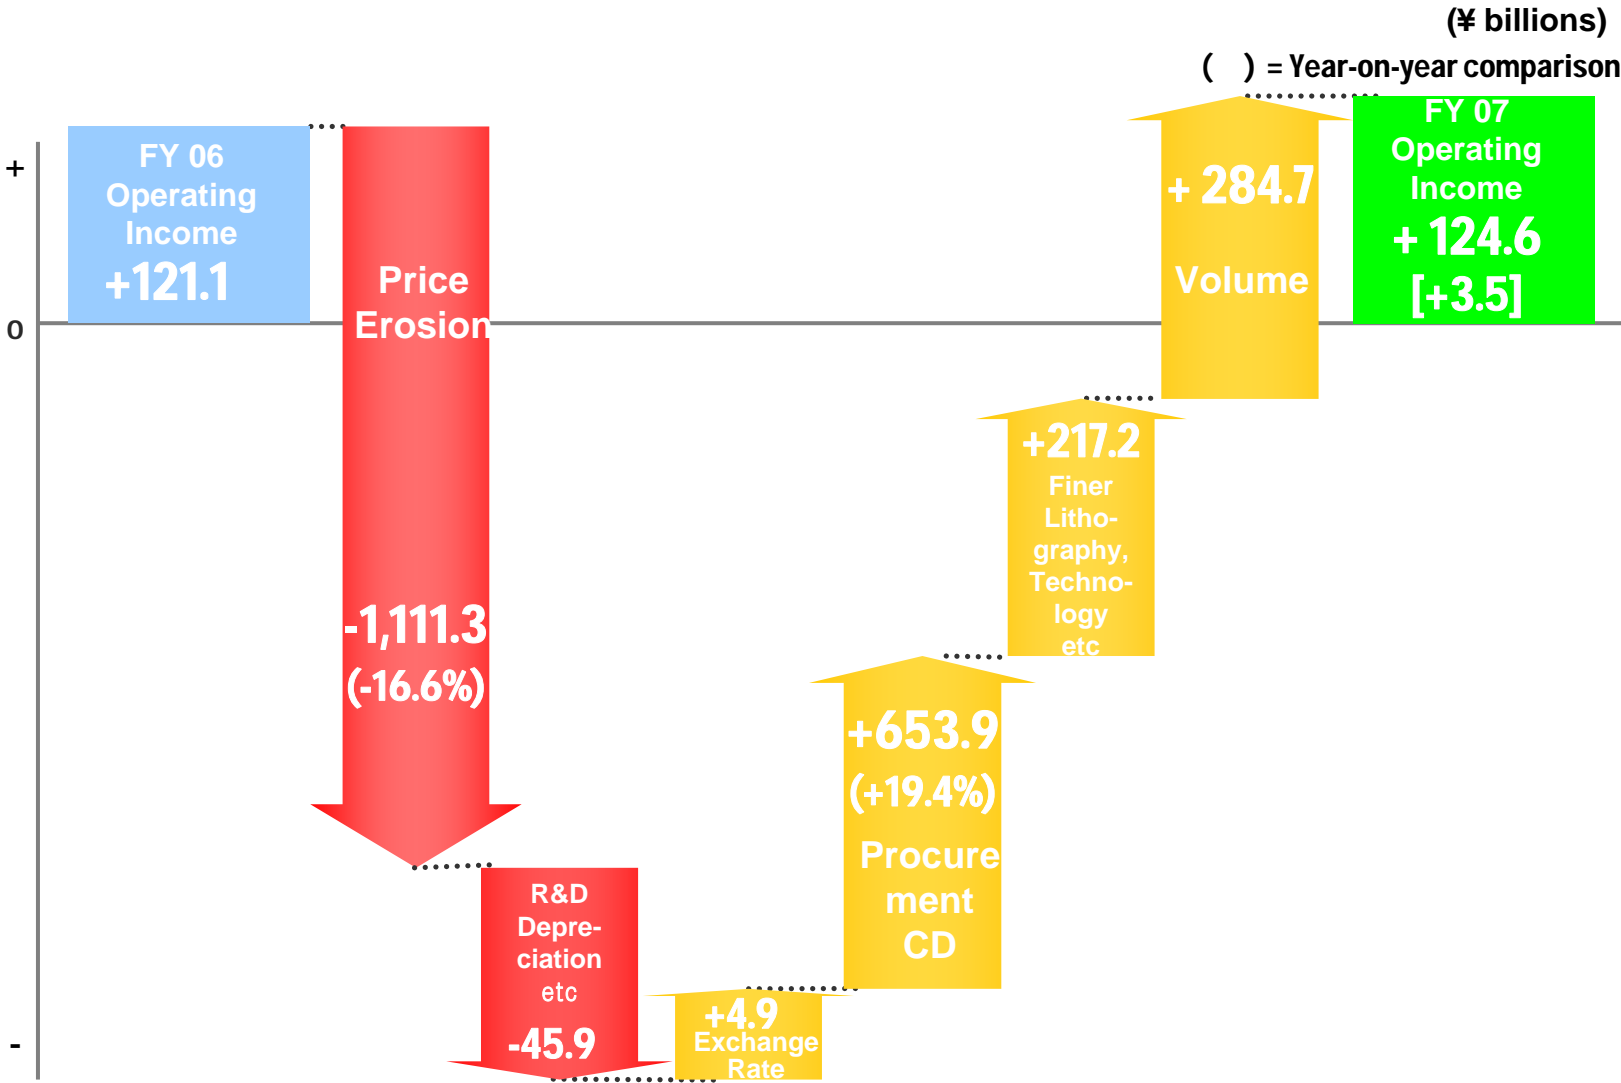 (¥ billions)
( ) = Year-on-year comparison
+
0
-
FY 06
Operating
Income
+121.1
Price
Erosion
-1,111.3
(-16.6%)
R&D
Depre-
ciation
etc
-45.9
+4.9
Exchange
Rate
+653.9
(+19.4%)
Procure
ment
CD
+217.2
Finer
Litho-
graphy,
Techno-
logy
etc
+ 284.7
Volume
FY 07
Operating
Income
+ 124.6
[+3.5]